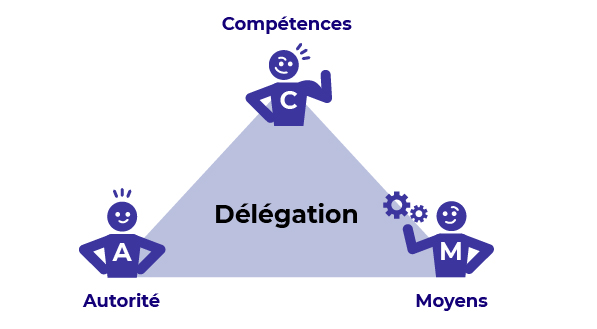 Compétences
C
Délégation
A
M
Autorité
Moyens